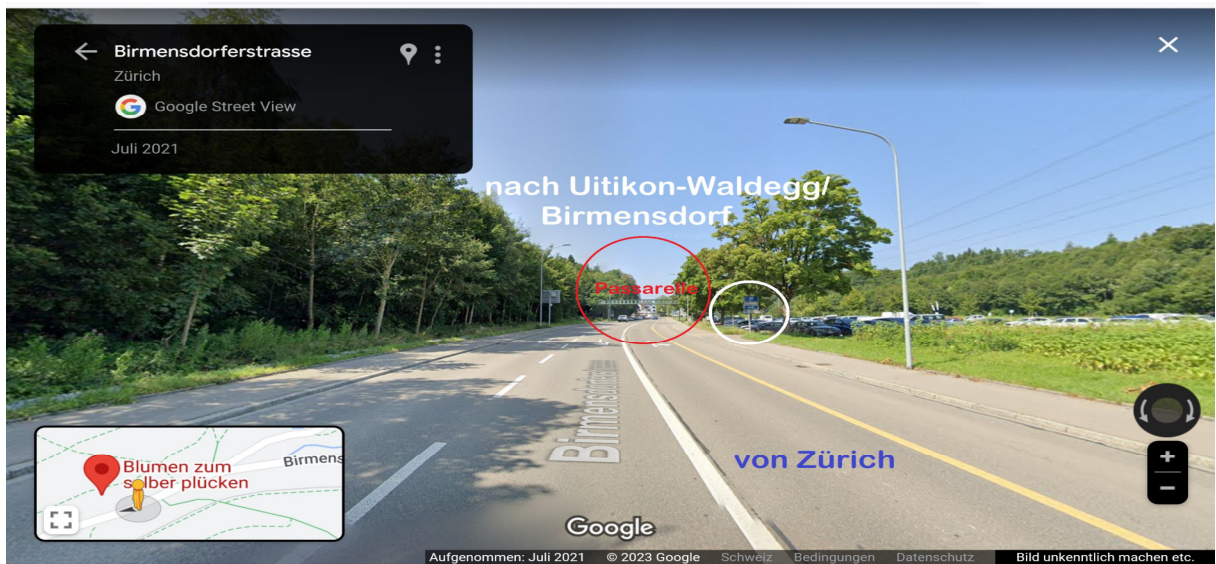 Birmensdorferstrasse
Zürich
Google Street View
Juli 2021
nach Uitikon-Waldegg/
Birmensdorf
Passarelle
Birmensdorferstrasse
von Zürich
Birmens
Blumen zum
selber plücken
+
−
Google
Aufgenommen: Juli 2021 © 2023 Google Schweiz Bedingungen Datenschutz Bild unkenntlich machen etc.